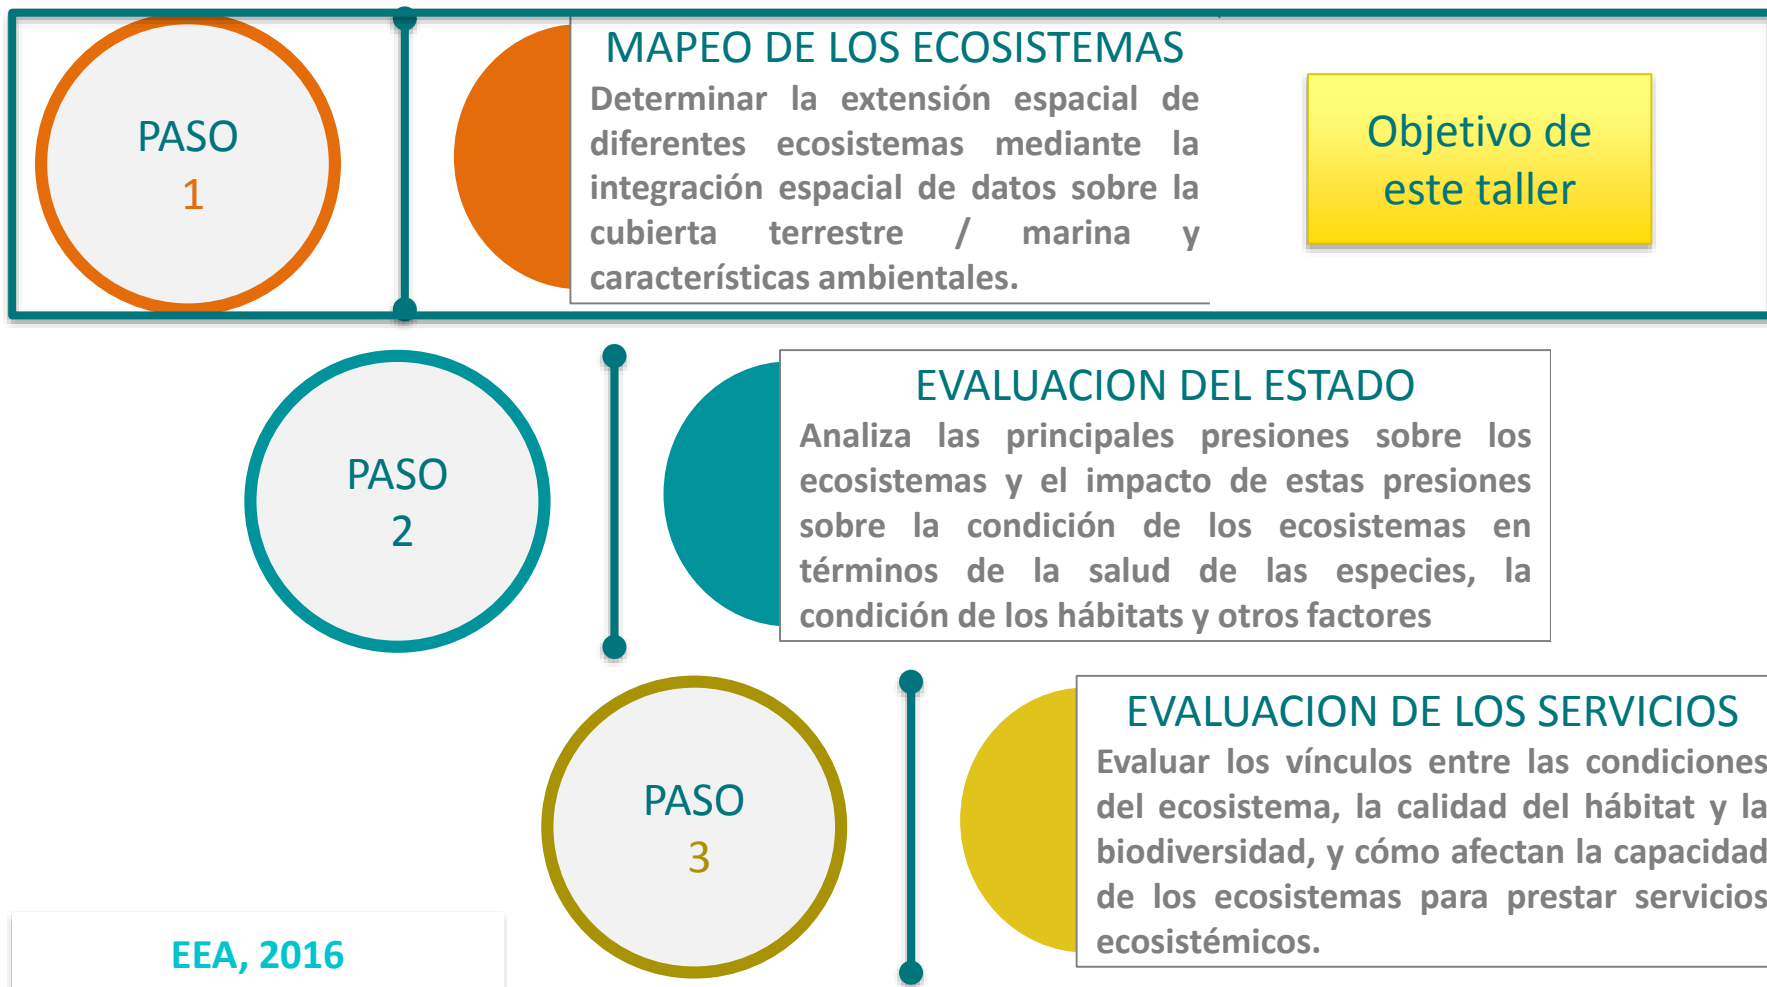 PASO
1
MAPEO DE LOS ECOSISTEMAS
Determinar la extensión espacial de
diferentes ecosistemas mediante la
integración espacial de datos sobre la
cubierta terrestre / marina y
características ambientales.
Objetivo de
este taller
PASO
2
EVALUACION DEL ESTADO
Analiza las principales presiones sobre los
ecosistemas y el impacto de estas presiones
sobre la condición de los ecosistemas en
términos de la salud de las especies, la
condición de los hábitats y otros factores
PASO
3
EVALUACION DE LOS SERVICIOS
Evaluar los vínculos entre las condiciones
del ecosistema, la calidad del hábitat y la
biodiversidad, y cómo afectan la capacidad
de los ecosistemas para prestar servicios
ecosistémicos.
EEA, 2016